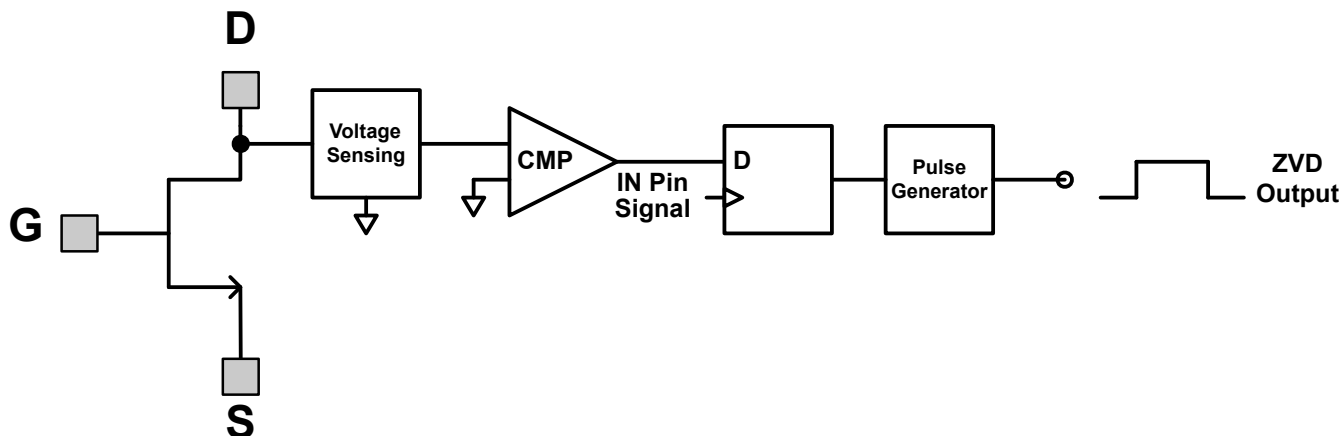 D
G
S
Voltage
Sensing
CMP
IN Pin
Signal
D
Pulse
Generator
ZVD
Output